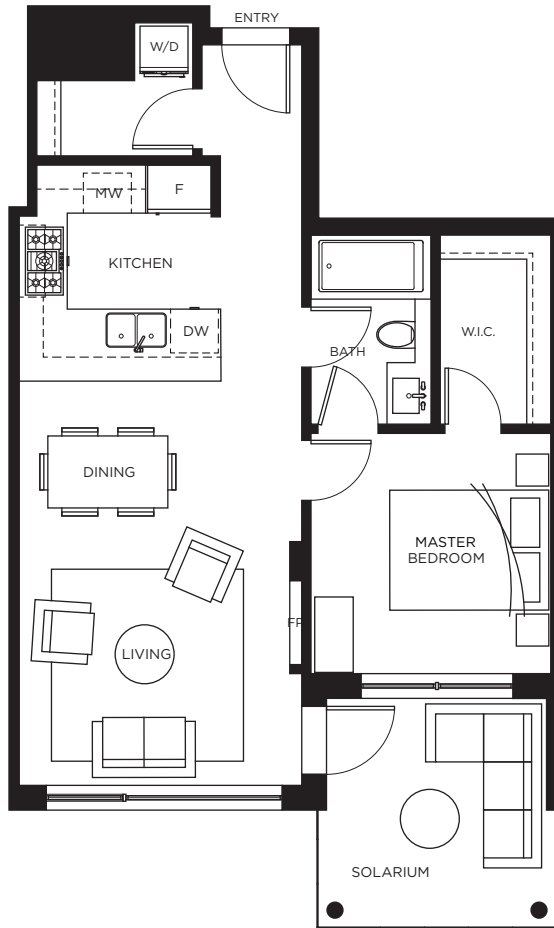 ENTRY
W/D
MW
F
KITCHEN
DW
BATH
W.I.C.
DINING
MASTER
BEDROOM
FP
LIVING
SOLARIUM